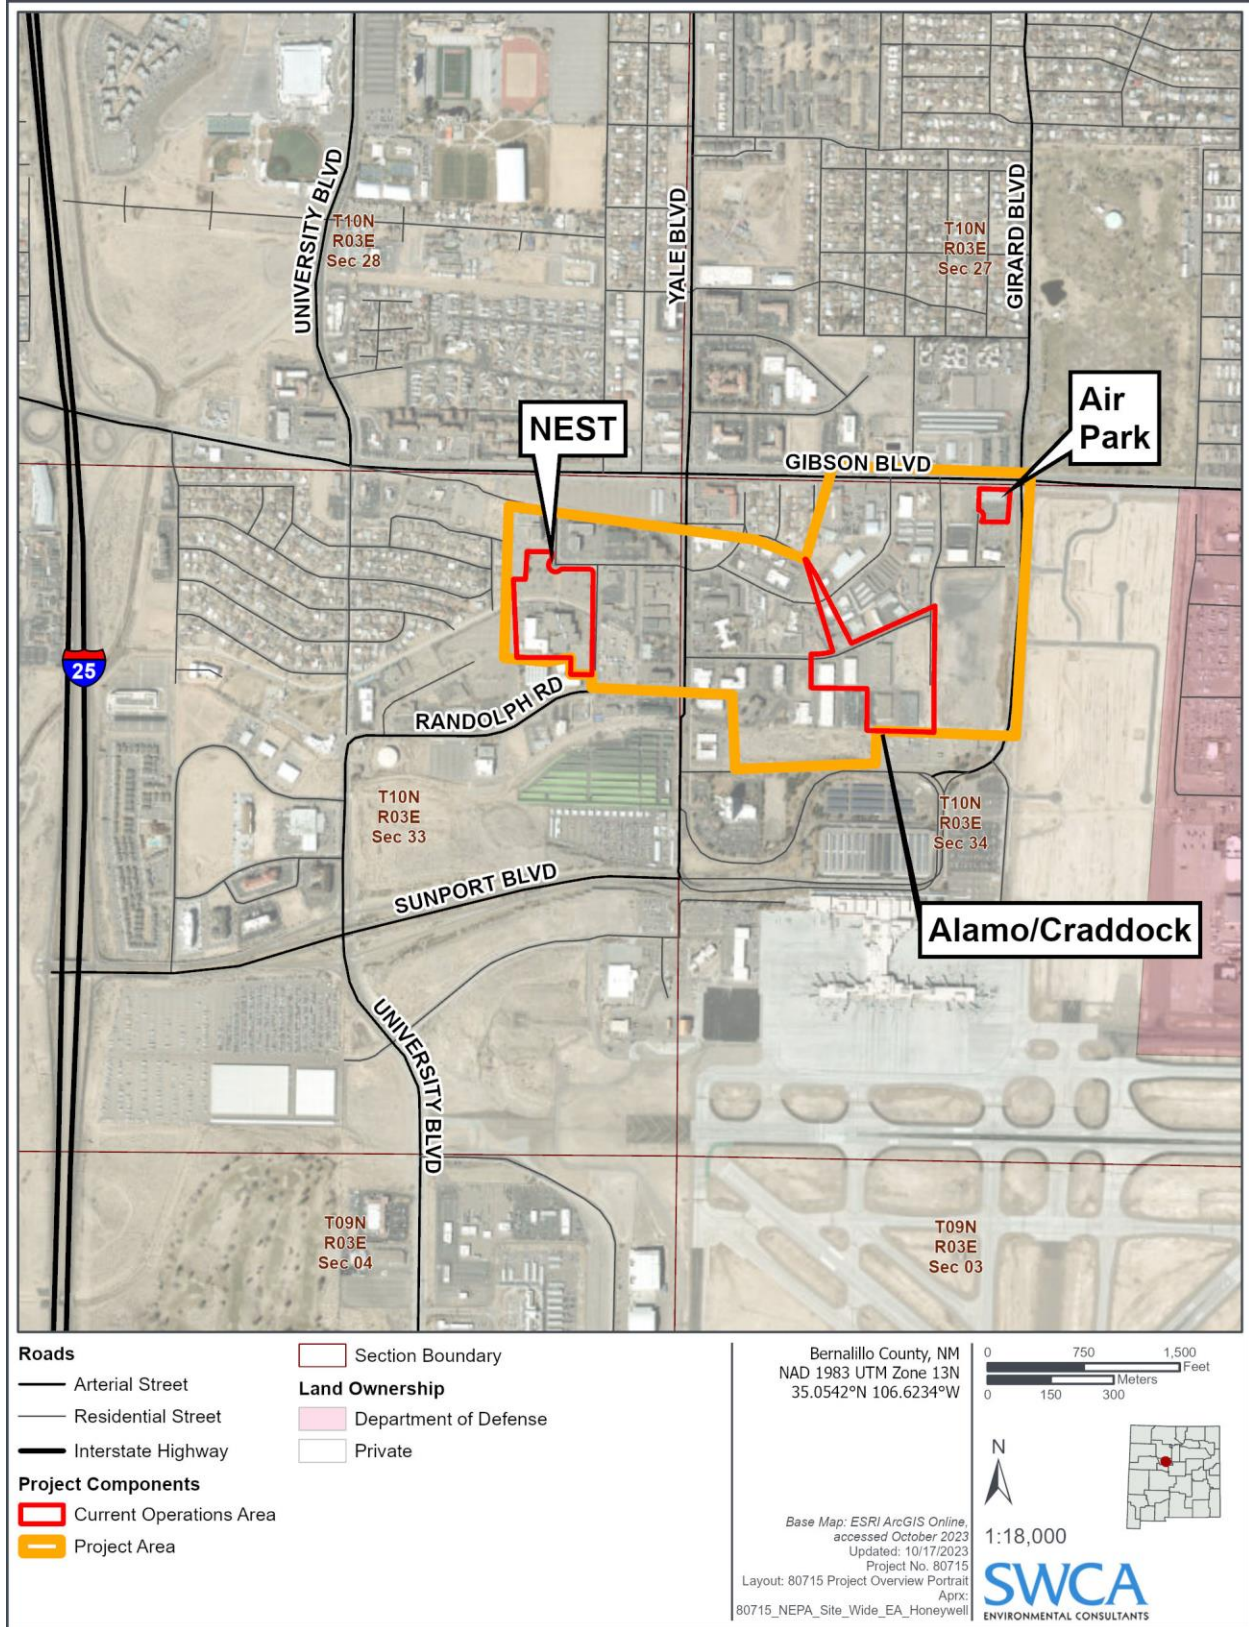 UNIVERSITY BLVD
T10N
R03E
Sec 28
YALE BLVD
T10N
R03E
Sec 27
GIRARD BLVD
NEST
Air
Park
GIBSON BLVD
25
RANDOLPH RD
T10N
R03E
Sec 33
T10N
R03E
Sec 34
SUNPORT BLVD
Alamo/Craddock
UNIVERSITY BLVD
T09N
R03E
Sec 04
T09N
R03E
Sec 03
Roads
Arterial Street
Residential Street
Interstate Highway
Project Components
Current Operations Area
Project Area
Section Boundary
Land Ownership
Department of Defense
Private
Bernalillo County, NM
NAD 1983 UTM Zone 13N
35.0542°N 106.6234°W
Base Map: ESRI ArcGIS Online,
accessed October 2023
Updated: 10/17/2023
Project No. 80715
Layout: 80715 Project Overview Portrait
Aprx:
80715_NEPA_Site_Wide_EA_Honeywell
0 750 1,500
Feet
Meters
0 150 300
N
1:18,000
SWCA
ENVIRONMENTAL CONSULTANTS